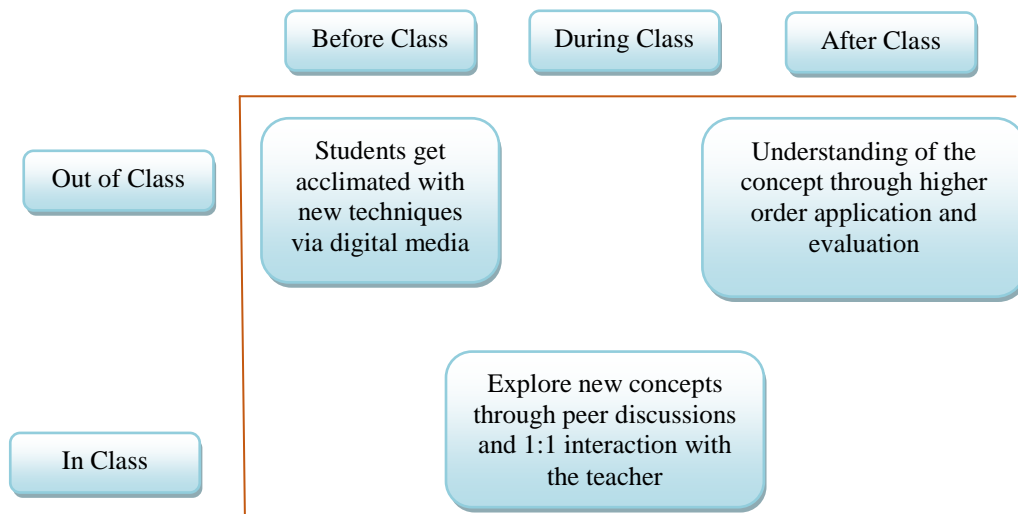 Before Class
During Class
After Class
Out of Class
Students get
acclimated with
new techniques
via digital media
Understanding of the
concept through higher
order application and
evaluation
In Class
Explore new concepts
through peer discussions
and 1:1 interaction with
the teacher